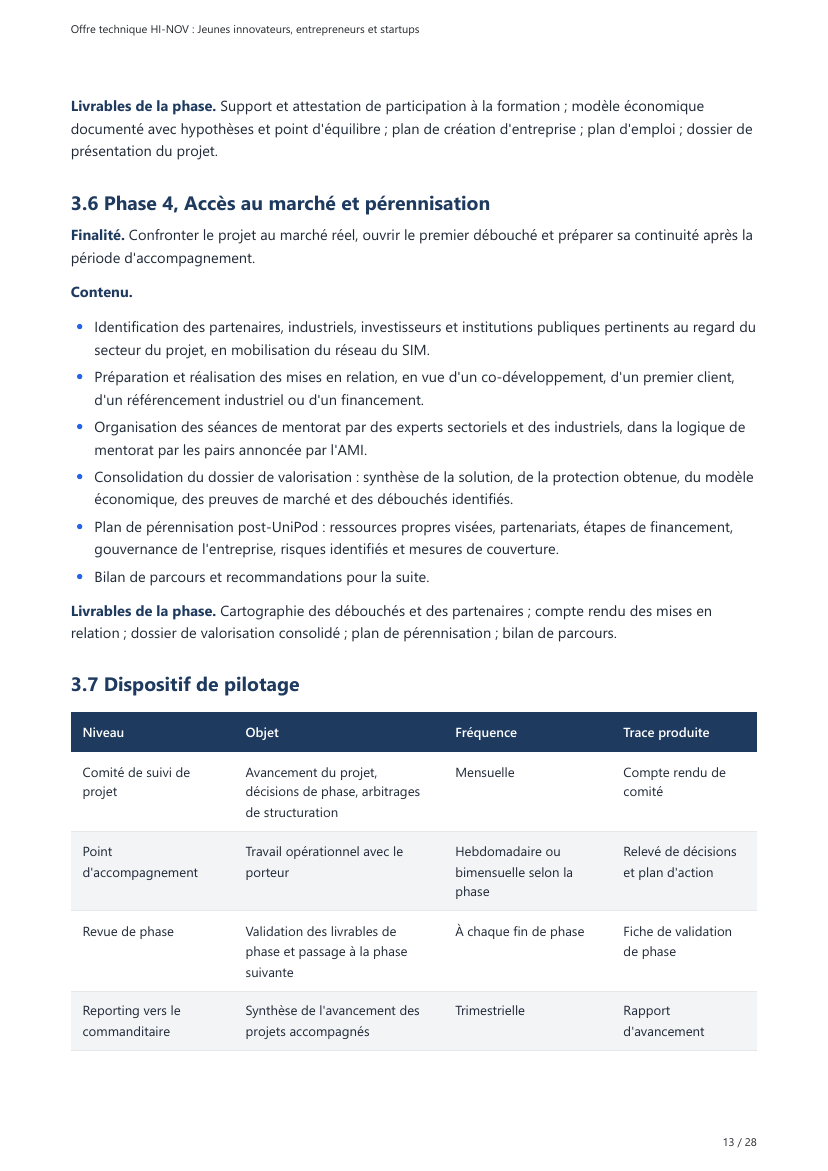 Offre technique HI-NOV : Jeunes innovateurs, entrepreneurs et startups
Livrables de la phase. Support et attestation de participation à la formation ; modèle économique
documenté avec hypothèses et point d'équilibre ; plan de création d'entreprise ; plan d'emploi ; dossier de
présentation du projet.
3.6 Phase 4, Accès au marché et pérennisation
Finalité. Confronter le projet au marché réel, ouvrir le premier débouché et préparer sa continuité après la
période d'accompagnement.
Contenu.
• Identification des partenaires, industriels, investisseurs et institutions publiques pertinents au regard du
secteur du projet, en mobilisation du réseau du SIM.
• Préparation et réalisation des mises en relation, en vue d'un co-développement, d'un premier client,
d'un référencement industriel ou d'un financement.
• Organisation des séances de mentorat par des experts sectoriels et des industriels, dans la logique de
mentorat par les pairs annoncée par l'AMI.
• Consolidation du dossier de valorisation : synthèse de la solution, de la protection obtenue, du modèle
économique, des preuves de marché et des débouchés identifiés.
• Plan de pérennisation post-UniPod : ressources propres visées, partenariats, étapes de financement,
gouvernance de l'entreprise, risques identifiés et mesures de couverture.
• Bilan de parcours et recommandations pour la suite.
Livrables de la phase. Cartographie des débouchés et des partenaires ; compte rendu des mises en
relation ; dossier de valorisation consolidé ; plan de pérennisation ; bilan de parcours.
3.7 Dispositif de pilotage
Niveau Objet Fréquence Trace produite
Comité de suivi de Avancement du projet, Mensuelle Compte rendu de
projet décisions de phase, arbitrages comité
de structuration
Point Travail opérationnel avec le Hebdomadaire ou Relevé de décisions
d'accompagnement porteur bimensuelle selon la et plan d'action
phase
Revue de phase Validation des livrables de À chaque fin de phase Fiche de validation
phase et passage à la phase de phase
suivante
Reporting vers le Synthèse de l'avancement des Trimestrielle Rapport
commanditaire projets accompagnés d'avancement
13 / 28